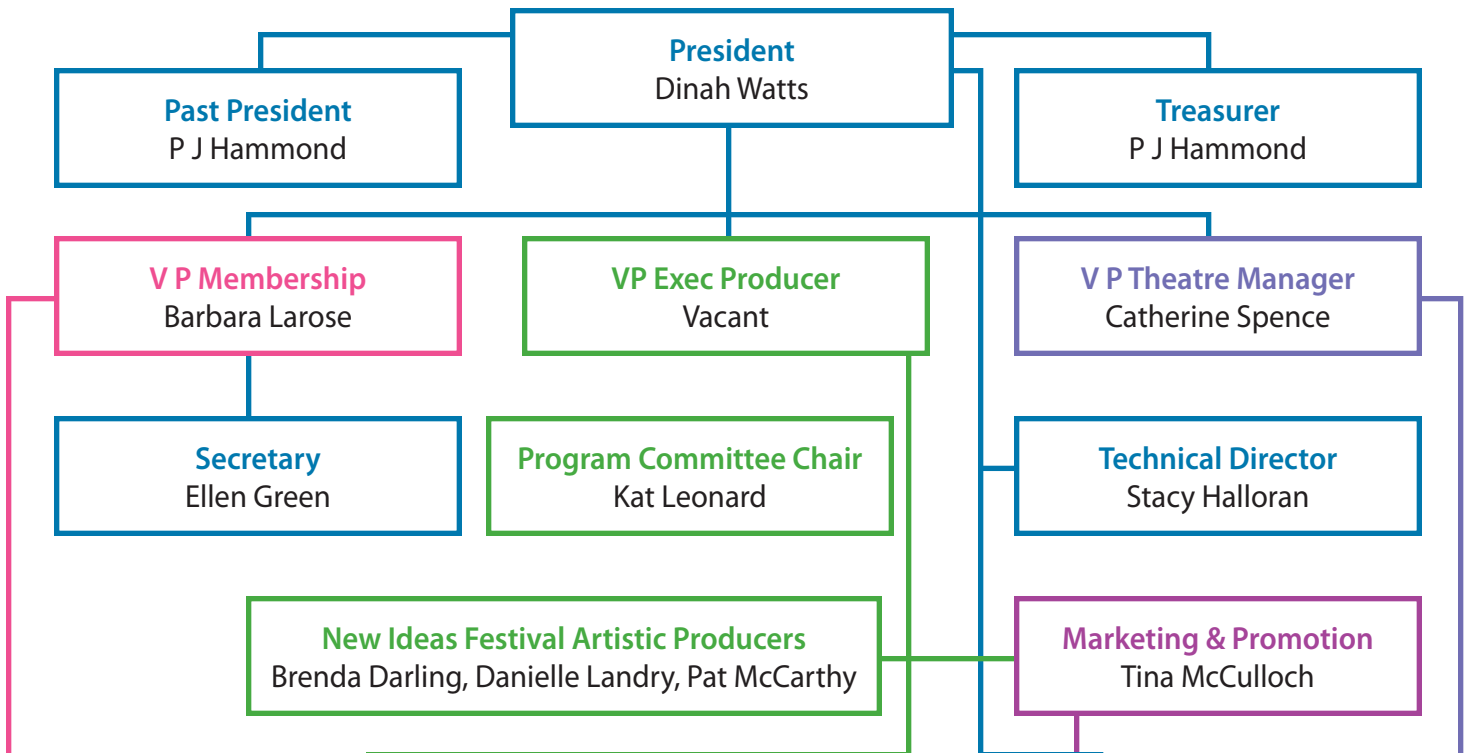 President
Dinah Watts
Past President
P J Hammond
Treasurer
P J Hammond
V P Membership
Barbara Larose
VP Exec Producer
Vacant
V P Theatre Manager
Catherine Spence
Secretary
Ellen Green
Program Committee Chair
Kat Leonard
Technical Director
Stacy Halloran
New Ideas Festival Artistic Producers
Brenda Darling, Danielle Landry, Pat McCarthy
Marketing & Promotion
Tina McCulloch